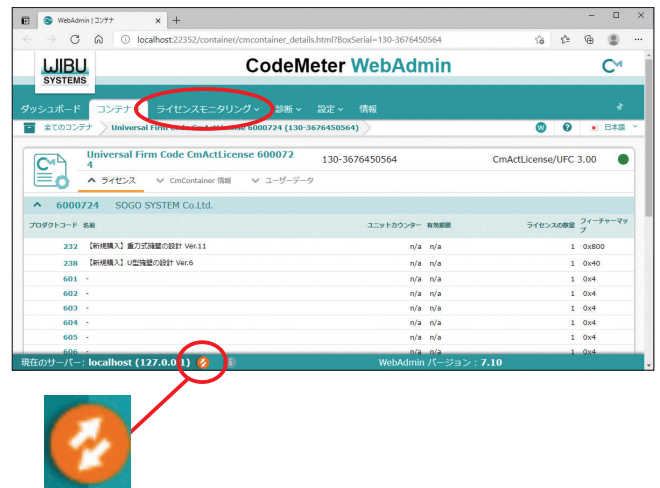 WebAdmin | コンテナ
localhost:22352/container/cmcontainer_details.html?BoxSerial=130-3676450564
WIBU
SYSTEMS
CodeMeter WebAdmin
ダッシュボード コンテナ ライセンスモニタリング 診断 設定 情報
全てのコンテナ Universal Firm Code CmActLicense 6000724 (130-3676450564) W ? 日本語
Universal Firm Code CmActLicense 600072
4
130-3676450564 CmActLicense/UFC 3.00
ライセンス CmContainer 情報 ユーザーデータ
6000724 SOGO SYSTEM Co.Ltd.
プロダクトコード 名前 ユニットカウンター 有効期限 ライセンスの数量 フィーチャーマッ
プ
232 【新規購入】重力式擁壁の設計 Ver.11 n/a n/a 1 0x800
238 【新規購入】U型擁壁の設計 Ver.6 n/a n/a 1 0x40
601 - n/a n/a 1 0x4
602 - n/a n/a 1 0x4
603 - n/a n/a 1 0x4
604 - n/a n/a 1 0x4
605 - n/a n/a 1 0x4
606 - n/a n/a 1 0x4
現在のサーバー: localhost (127.0.0.1) i WebAdmin バージョン : 7.10